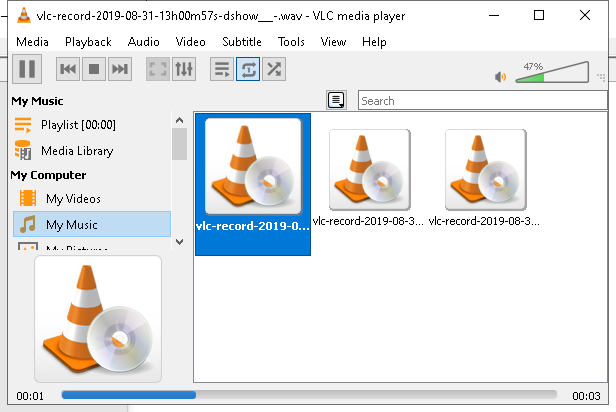 vlc-record-2019-08-31-13h00m57s-dshow__-.wav - VLC media player
Media Playback Audio Video Subtitle Tools View Help
47%
Search
My Music
Playlist [00:00]
Media Library
My Computer
My Videos
My Music
My Pictures
vlc-record-2019-0...
vlc-record-2019-08-3...
vlc-record-2019-08-3...
00:01
00:03